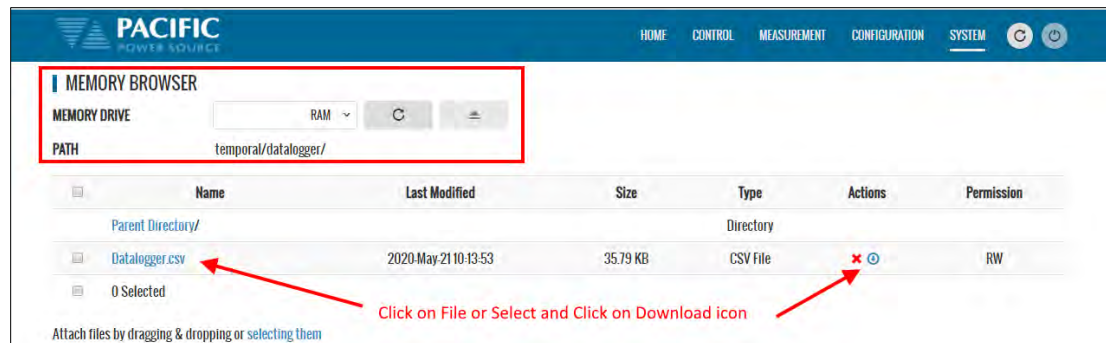 PACIFIC
POWER SOURCE
HOME CONTROL MEASUREMENT CONFIGURATION SYSTEM
MEMORY BROWSER
MEMORY DRIVE RAM
PATH temporal/datalogger/
Name Last Modified Size Type Actions Permission
Parent Directory/ Directory
Datalogger.csv 2020-May-21 10:13:53 35.79 KB CSV File RW
0 Selected
Click on File or Select and Click on Download icon
Attach files by dragging & dropping or selecting them